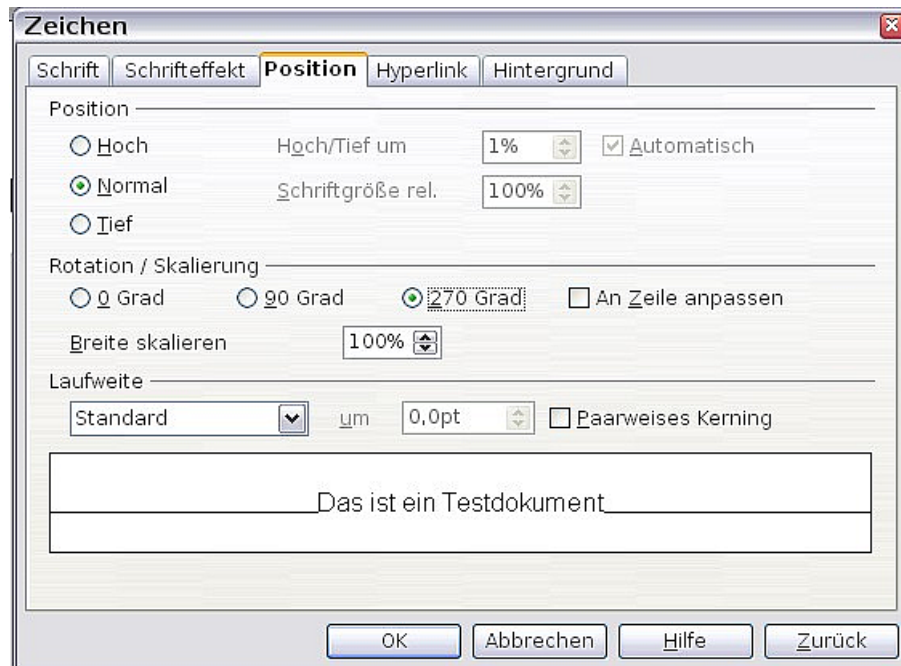 Zeichen
Schrift Schrifteffekt Position Hyperlink Hintergrund
Position
Hoch Hoch/Tief um 1% Automatisch
Normal Schriftgröße rel. 100%
Tief
Rotation / Skalierung
0 Grad 90 Grad 270 Grad An Zeile anpassen
Breite skalieren 100%
Laufweite
Standard um 0,0pt Paarweises Kerning
Das ist ein Testdokument
OK Abbrechen Hilfe Zurück